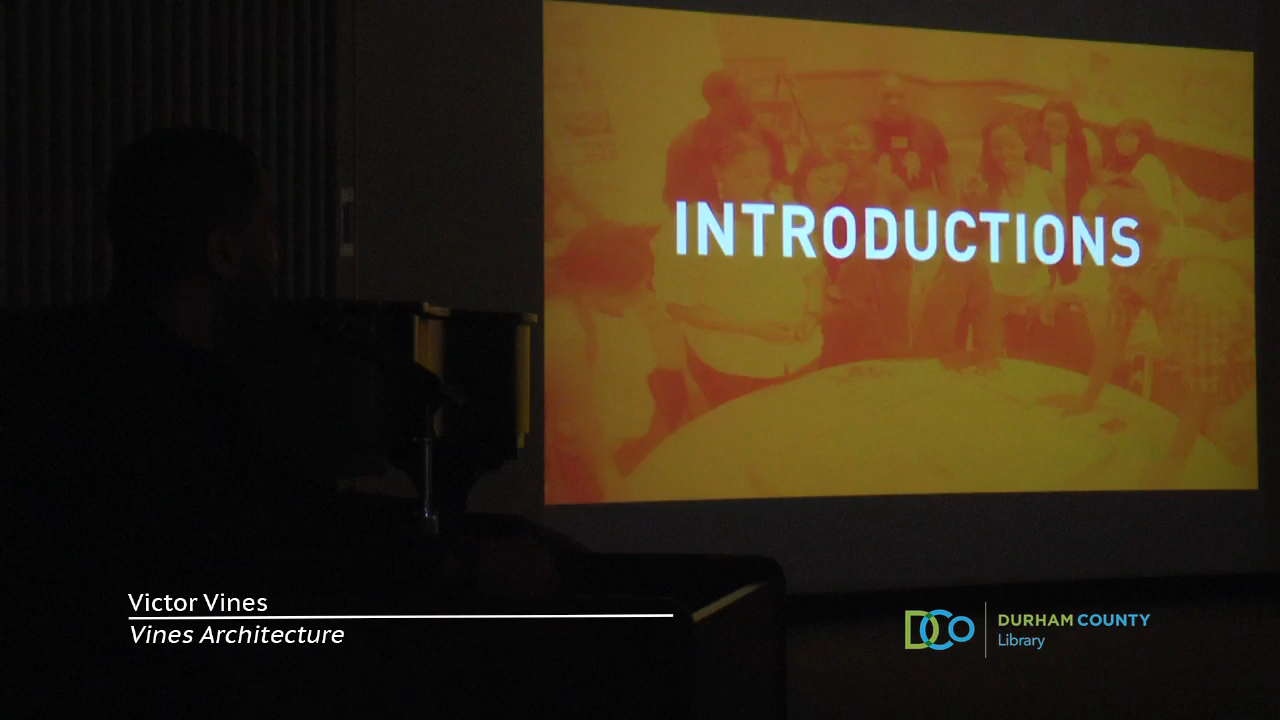 INTRODUCTIONS
Victor Vines
Vines Architecture
DCo
DURHAM COUNTY
Library